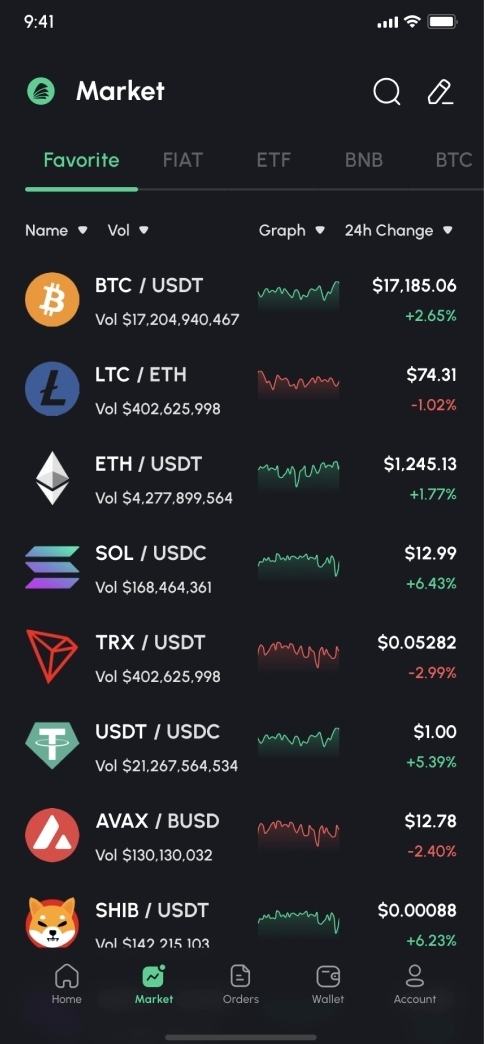 9:41
Market
Favorite FIAT ETF BNB BTC
Name Vol Graph 24h Change
BTC / USDT $17,185.06
Vol $17,204,940,467 +2.65%
LTC / ETH $74.31
Vol $402,625,998 -1.02%
ETH / USDT $1,245.13
Vol $4,277,899,564 +1.77%
SOL / USDC $12.99
Vol $168,464,361 +6.43%
TRX / USDT $0.05282
Vol $402,625,998 -2.99%
USDT / USDC $1.00
Vol $21,267,564,534 +5.39%
AVAX / BUSD $12.78
Vol $130,130,032 -2.40%
SHIB / USDT $0.00088
Vol $142,215,103 +6.23%
Home Market Orders Wallet Account